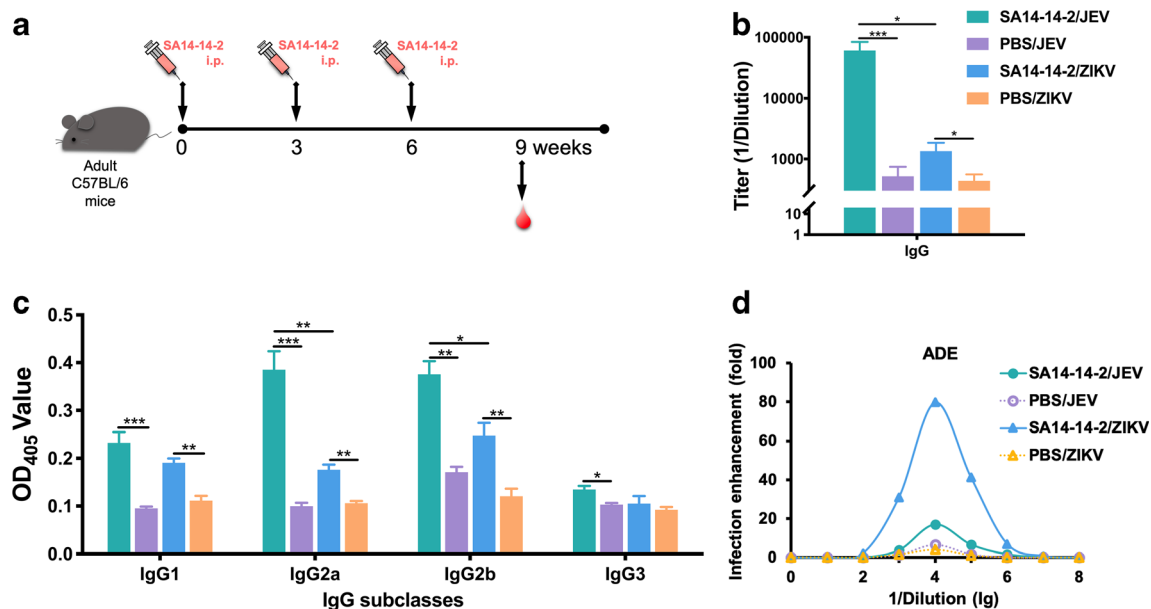 a
SA14-14-2
i.p.
SA14-14-2
i.p.
SA14-14-2
i.p.
0
3
6
9 weeks
Adult
C57BL/6
mice
b
Titer (1/Dilution)
100000
10000
1000
10
1
*
***
*
IgG
SA14-14-2/JEV
PBS/JEV
SA14-14-2/ZIKV
PBS/ZIKV
c
OD405 Value
0.5
0.4
0.3
0.2
0.1
0.0
***
**
**
***
**
*
**
**
*
IgG1
IgG2a
IgG2b
IgG3
IgG subclasses
d
ADE
Infection enhancement (fold)
100
80
60
40
20
0
0
2
4
6
8
1/Dilution (lg)
SA14-14-2/JEV
PBS/JEV
SA14-14-2/ZIKV
PBS/ZIKV